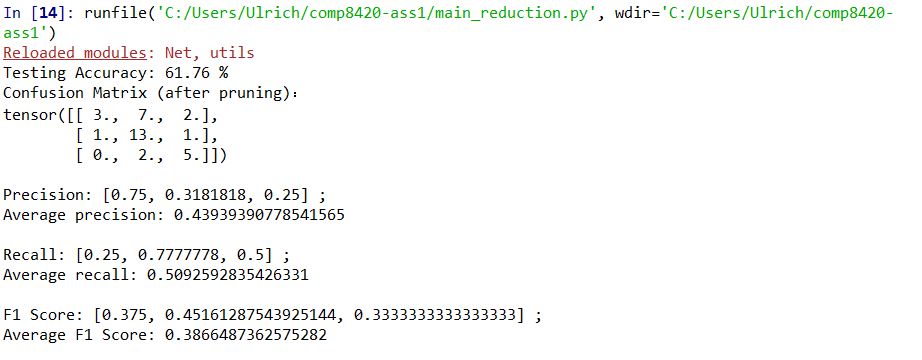 In [14]: runfile('C:/Users/Ulrich/comp8420-ass1/main_reduction.py', wdir='C:/Users/Ulrich/comp8420-
ass1')
Reloaded modules: Net, utils
Testing Accuracy: 61.76 %
Confusion Matrix (after pruning)：
tensor([[ 3.,  7.,  2.],
        [ 1., 13.,  1.],
        [ 0.,  2.,  5.]])
Precision: [0.75, 0.3181818, 0.25] ;
Average precision: 0.43939390778541565
Recall: [0.25, 0.7777778, 0.5] ;
Average recall: 0.5092592835426331
F1 Score: [0.375, 0.45161287543925144, 0.3333333333333333] ;
Average F1 Score: 0.3866487362575282